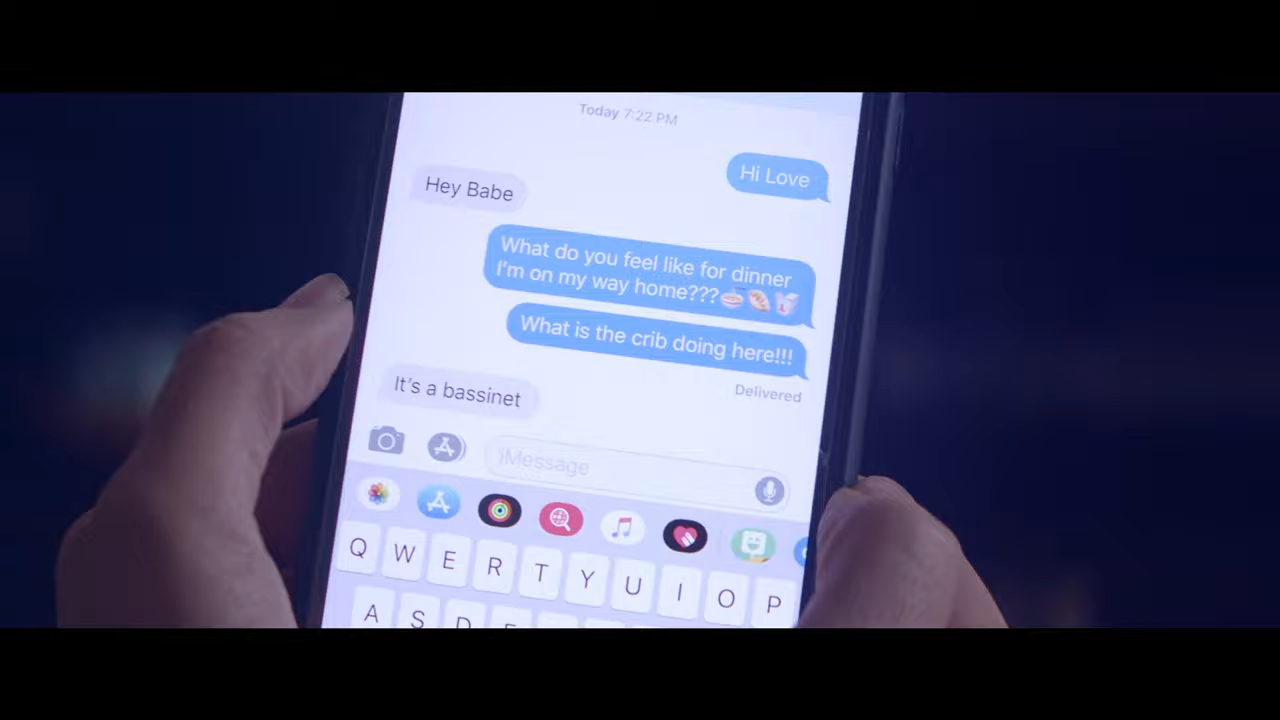 Today 7:22 PM
Hi Love
Hey Babe
What do you feel like for dinner
I'm on my way home???🍜🌮🥡
What is the crib doing here!!!
Delivered
It's a bassinet
iMessage
Q W E R T Y U I O P
A S D F